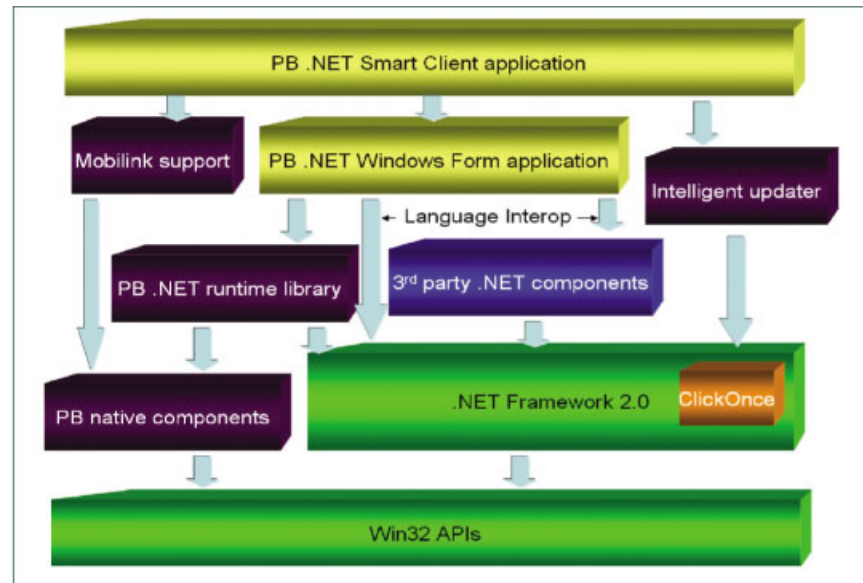 PB .NET Smart Client application
Mobilink support
PB .NET Windows Form application
Intelligent updater
Language Interop
PB .NET runtime library
3rd party .NET components
.NET Framework 2.0
ClickOnce
PB native components
Win32 APIs